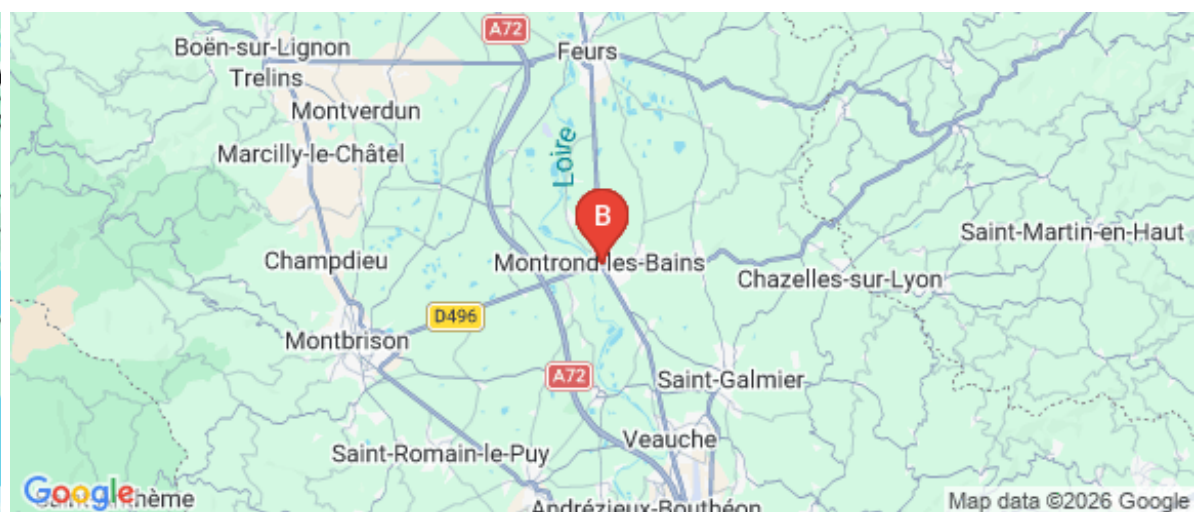 A72
Boën-sur-Lignon
Feurs
Trelins
Montverdun
Marcilly-le-Châtel
Loire
B
Saint-Martin-en-Haut
Champdieu
Montrond-les-Bains
Chazelles-sur-Lyon
D496
Montbrison
A72
Saint-Galmier
Veauche
Saint-Romain-le-Puy
Google
Andrézieux-Bouthéon
Map data ©2026 Google